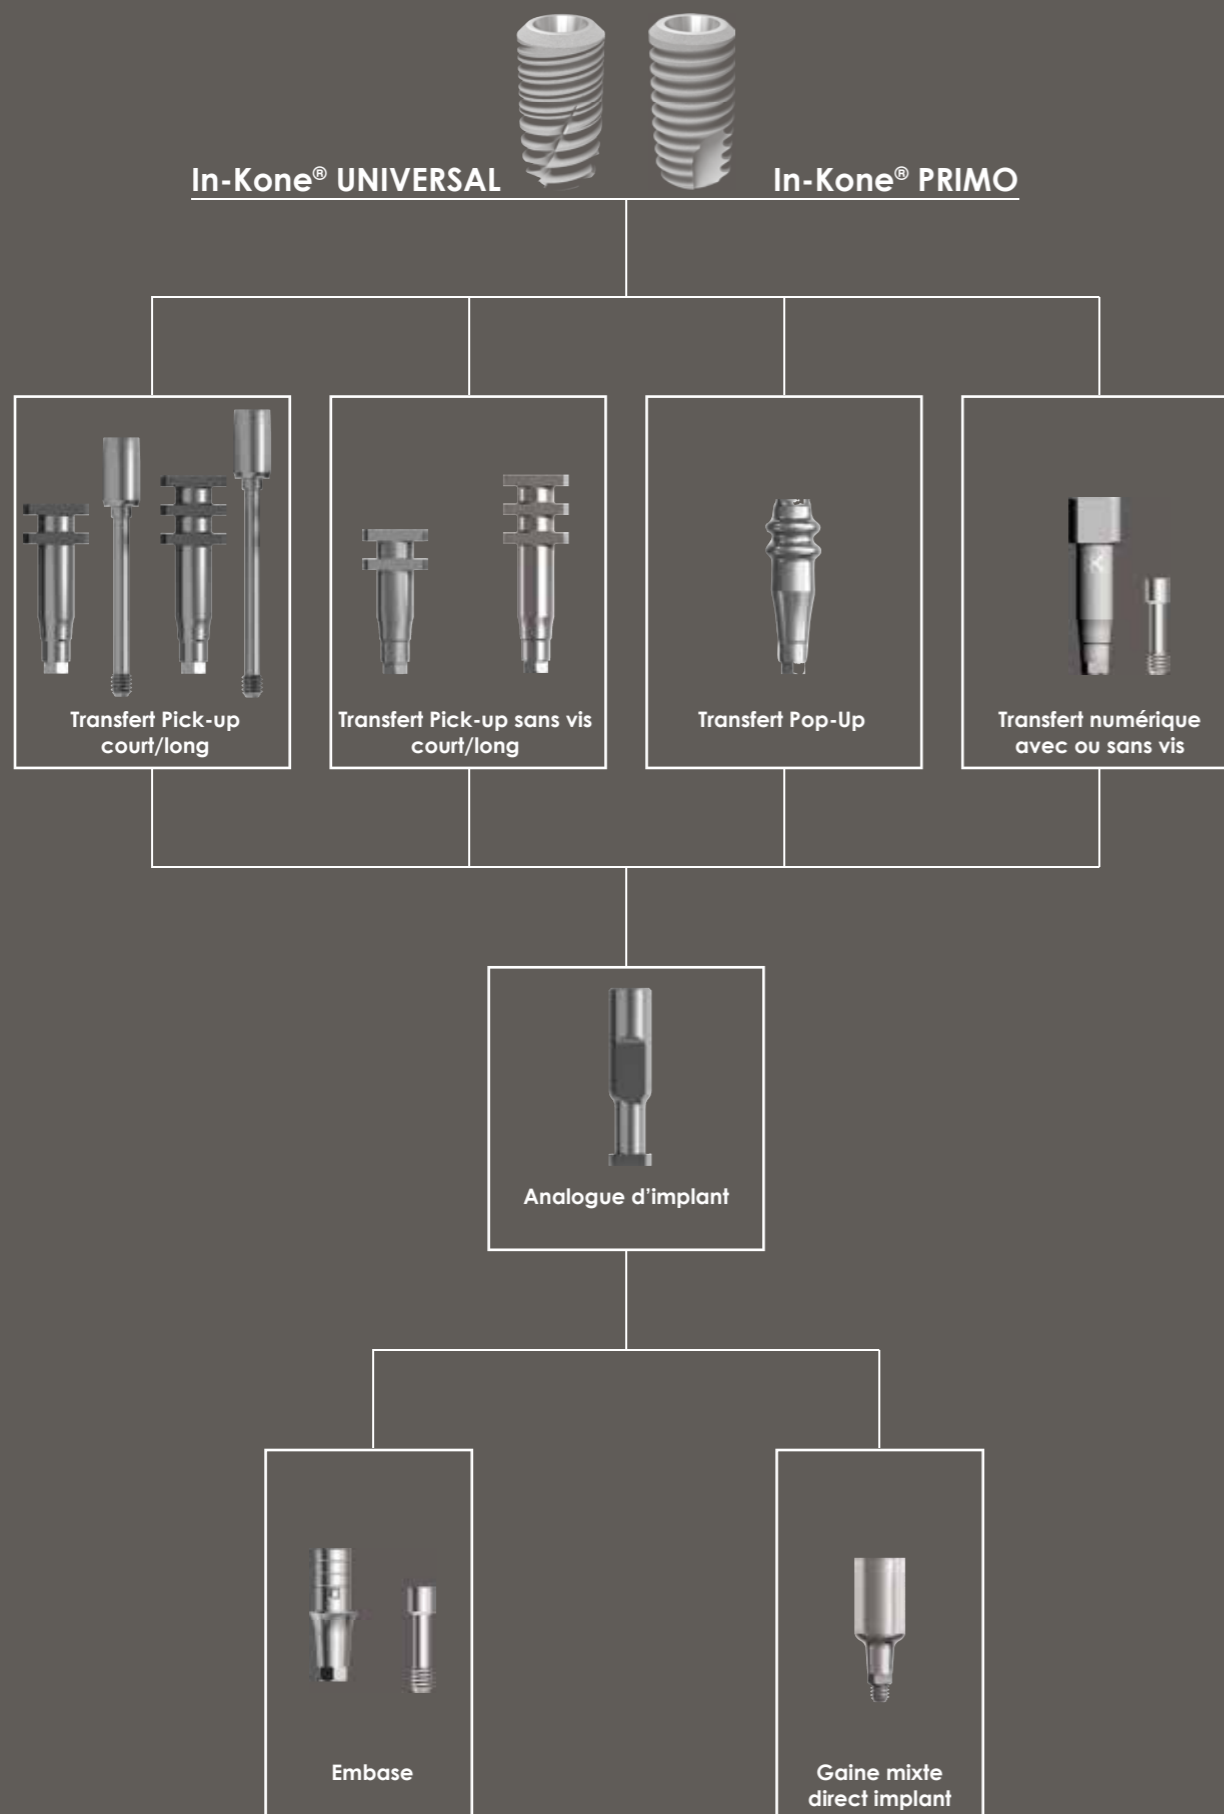 In-Kone® UNIVERSAL
In-Kone® PRIMO
Transfert Pick-up
court/long
Transfert Pick-up sans vis
court/long
Transfert Pop-Up
Transfert numérique
avec ou sans vis
Analogue d'implant
Embase
Gaine mixte
direct implant